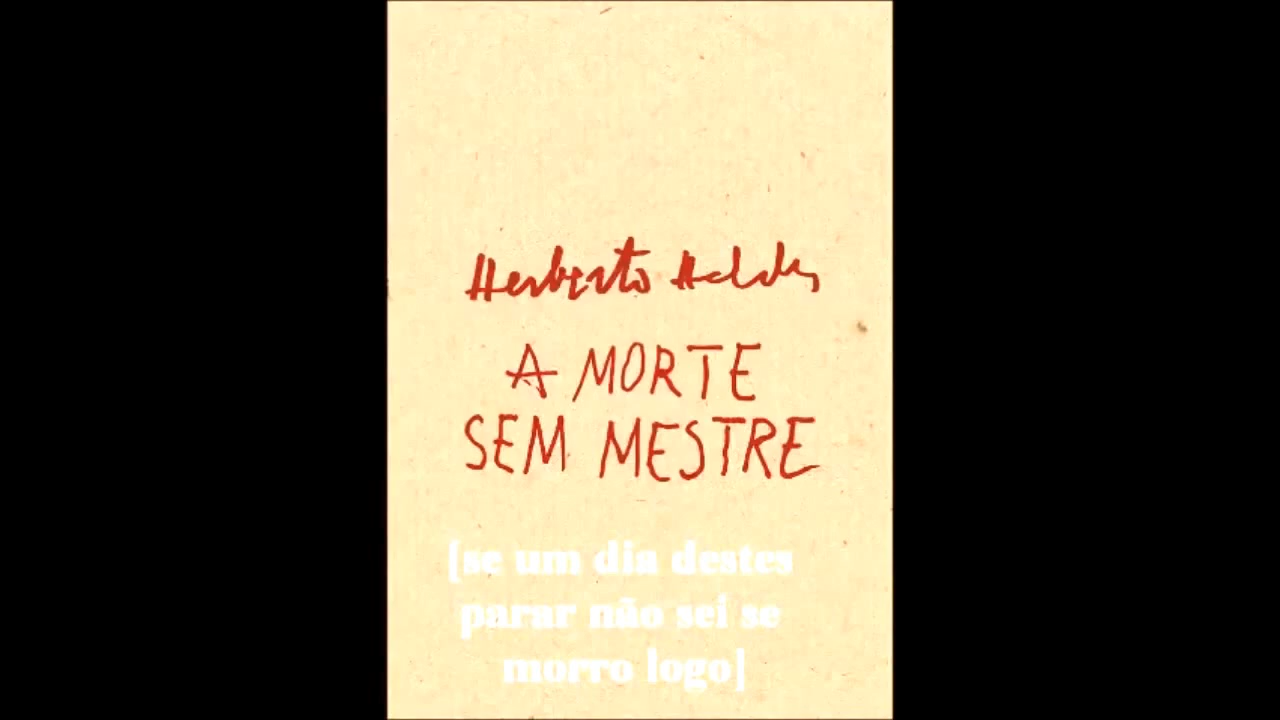 Herberto Helder
A MORTE
SEM MESTRE
[se um dia destes
parar não sei se
morro logo]